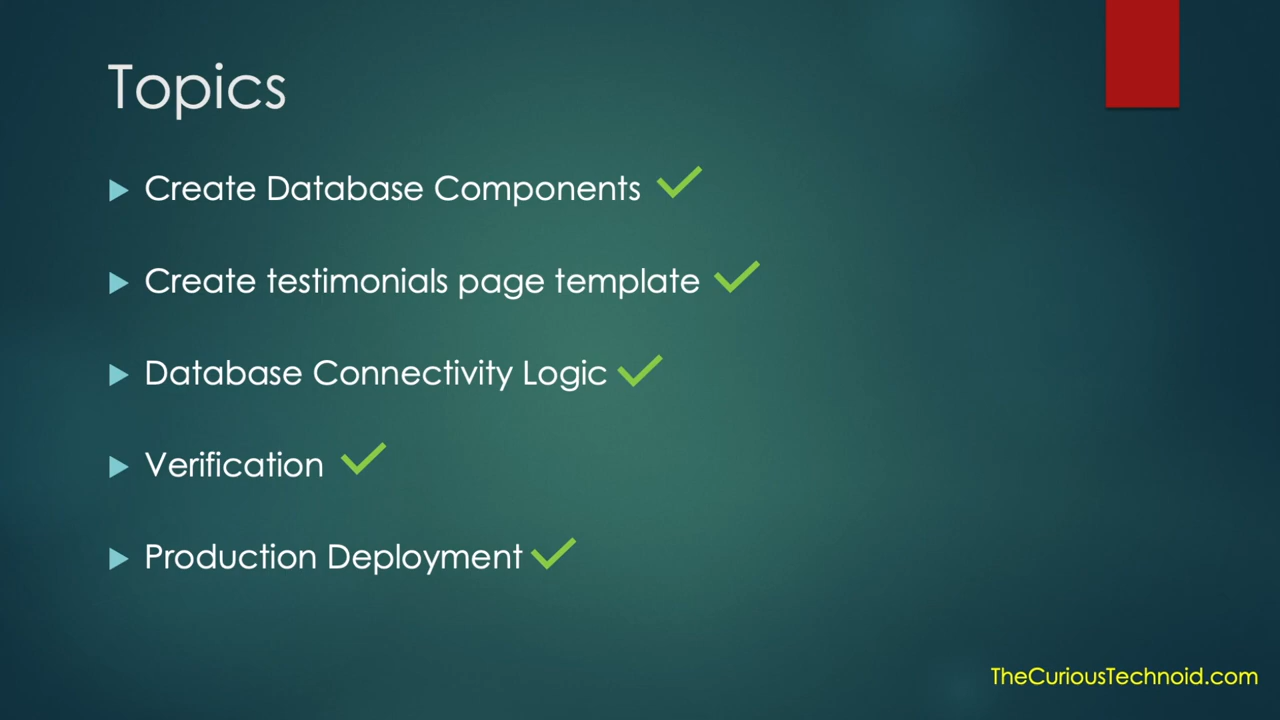 Topics
Create Database Components
Create testimonials page template
Database Connectivity Logic
Verification
Production Deployment
TheCuriousTechnoid.com